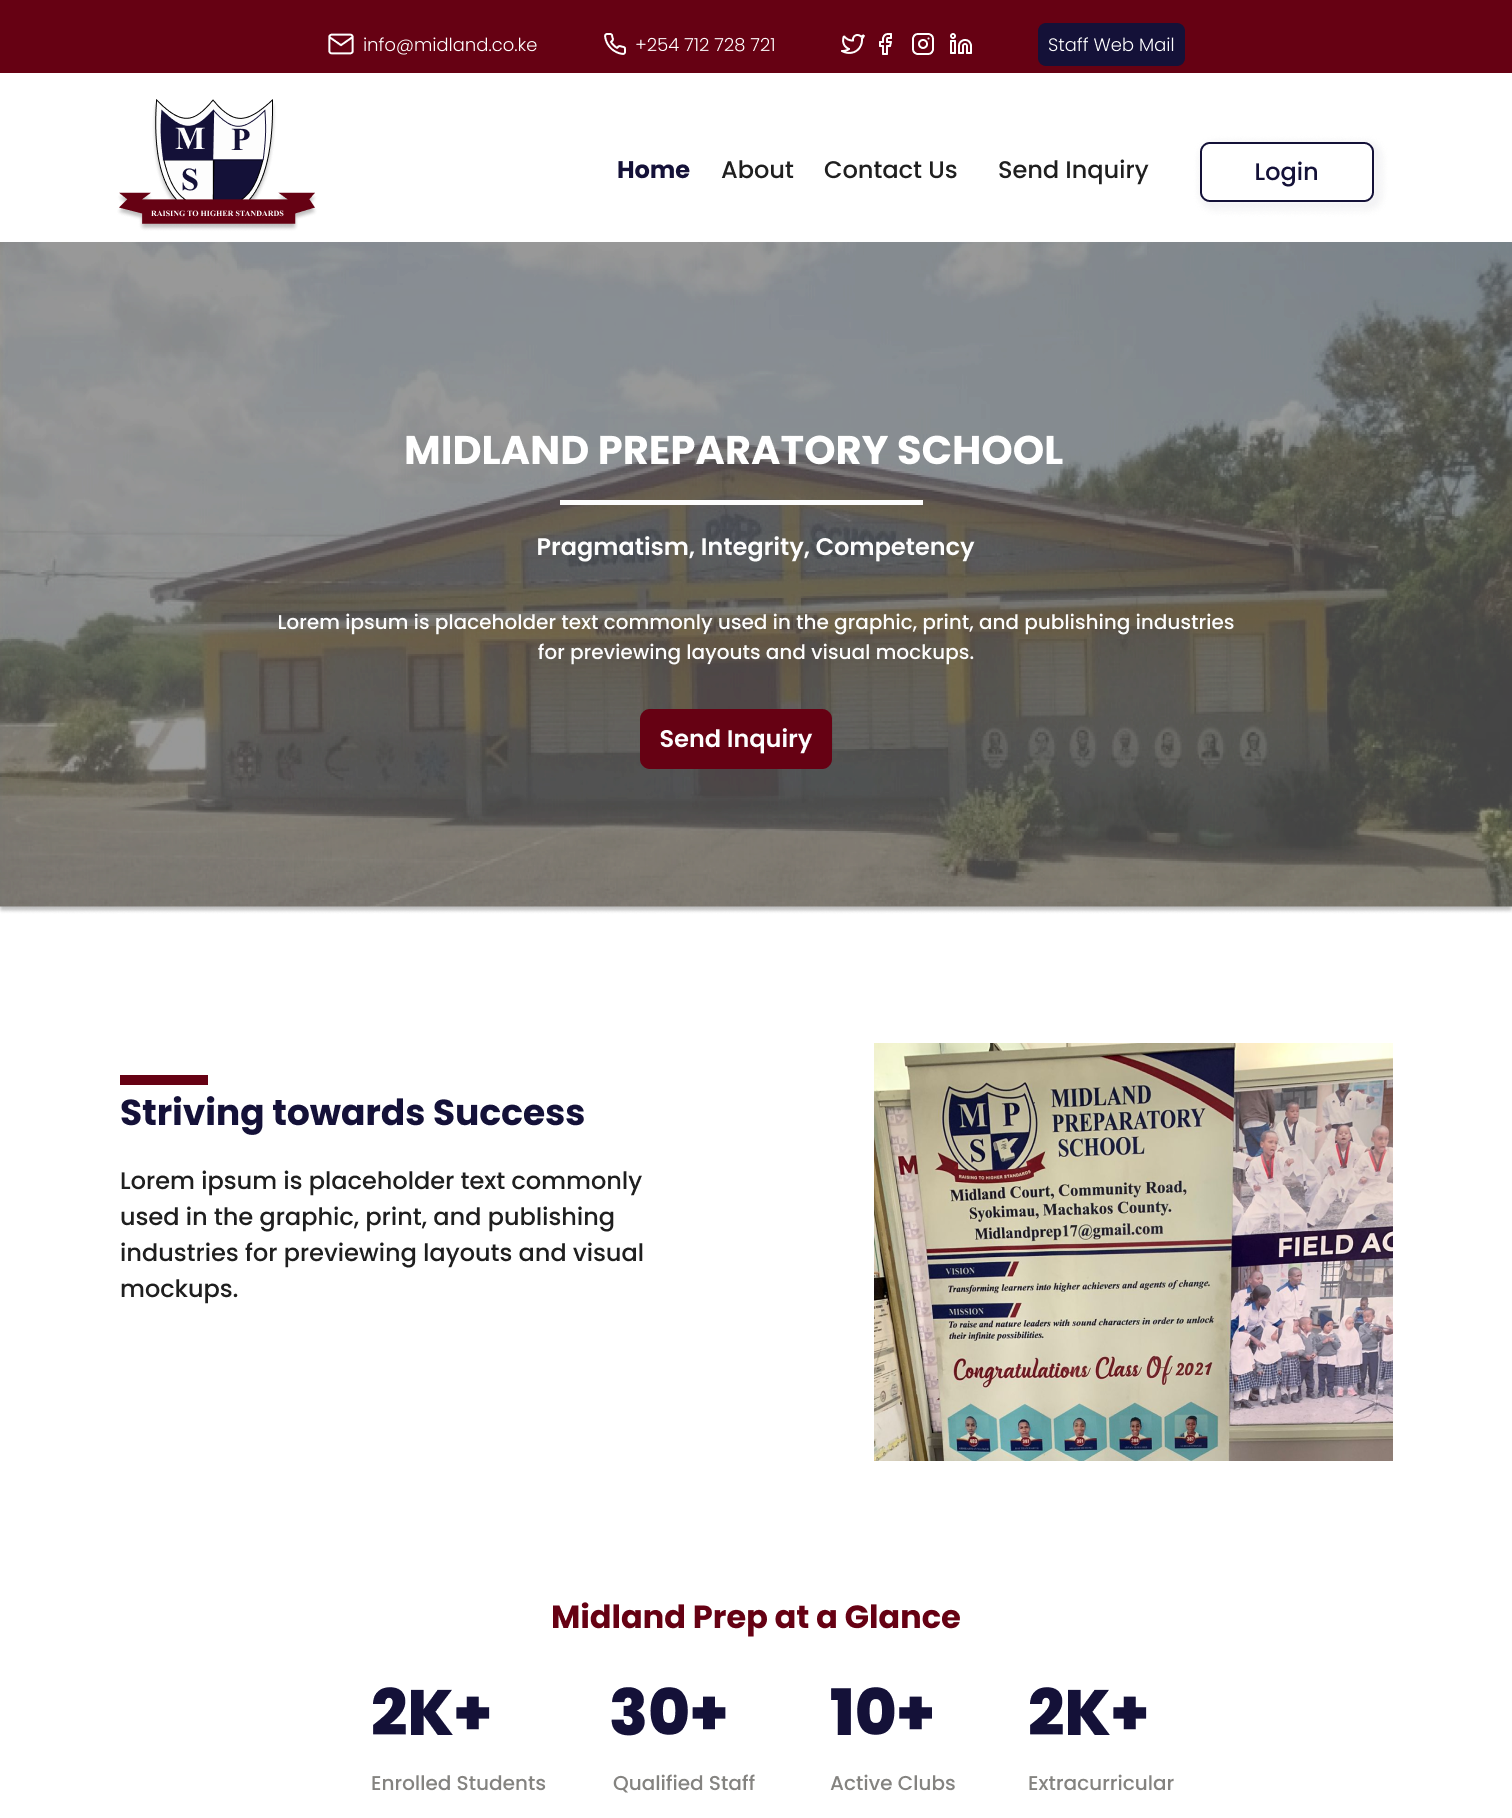 info@midland.co.ke
+254 712 728 721
Staff Web Mail
M P
S
RAISING TO HIGHER STANDARDS
Home About Contact Us Send Inquiry Login
MIDLAND PREPARATORY SCHOOL
Pragmatism, Integrity, Competency
Lorem ipsum is placeholder text commonly used in the graphic, print, and publishing industries
for previewing layouts and visual mockups.
Send Inquiry
Striving towards Success
Lorem ipsum is placeholder text commonly
used in the graphic, print, and publishing
industries for previewing layouts and visual
mockups.
M P
S
RAISING TO HIGHER STANDARDS
MIDLAND
PREPARATORY
SCHOOL
M
Midland Court, Community Road,
Syokimau, Machakos County.
Midlandprep17@gmail.com
VISION
Transforming learners into higher achievers and agents of change.
MISSION
To raise and nature leaders with sound characters in order to unlock
their infinite possibilities.
Congratulations Class Of 2021
FIELD AC
Midland Prep at a Glance
2K+ 30+ 10+ 2K+
Enrolled Students Qualified Staff Active Clubs Extracurricular